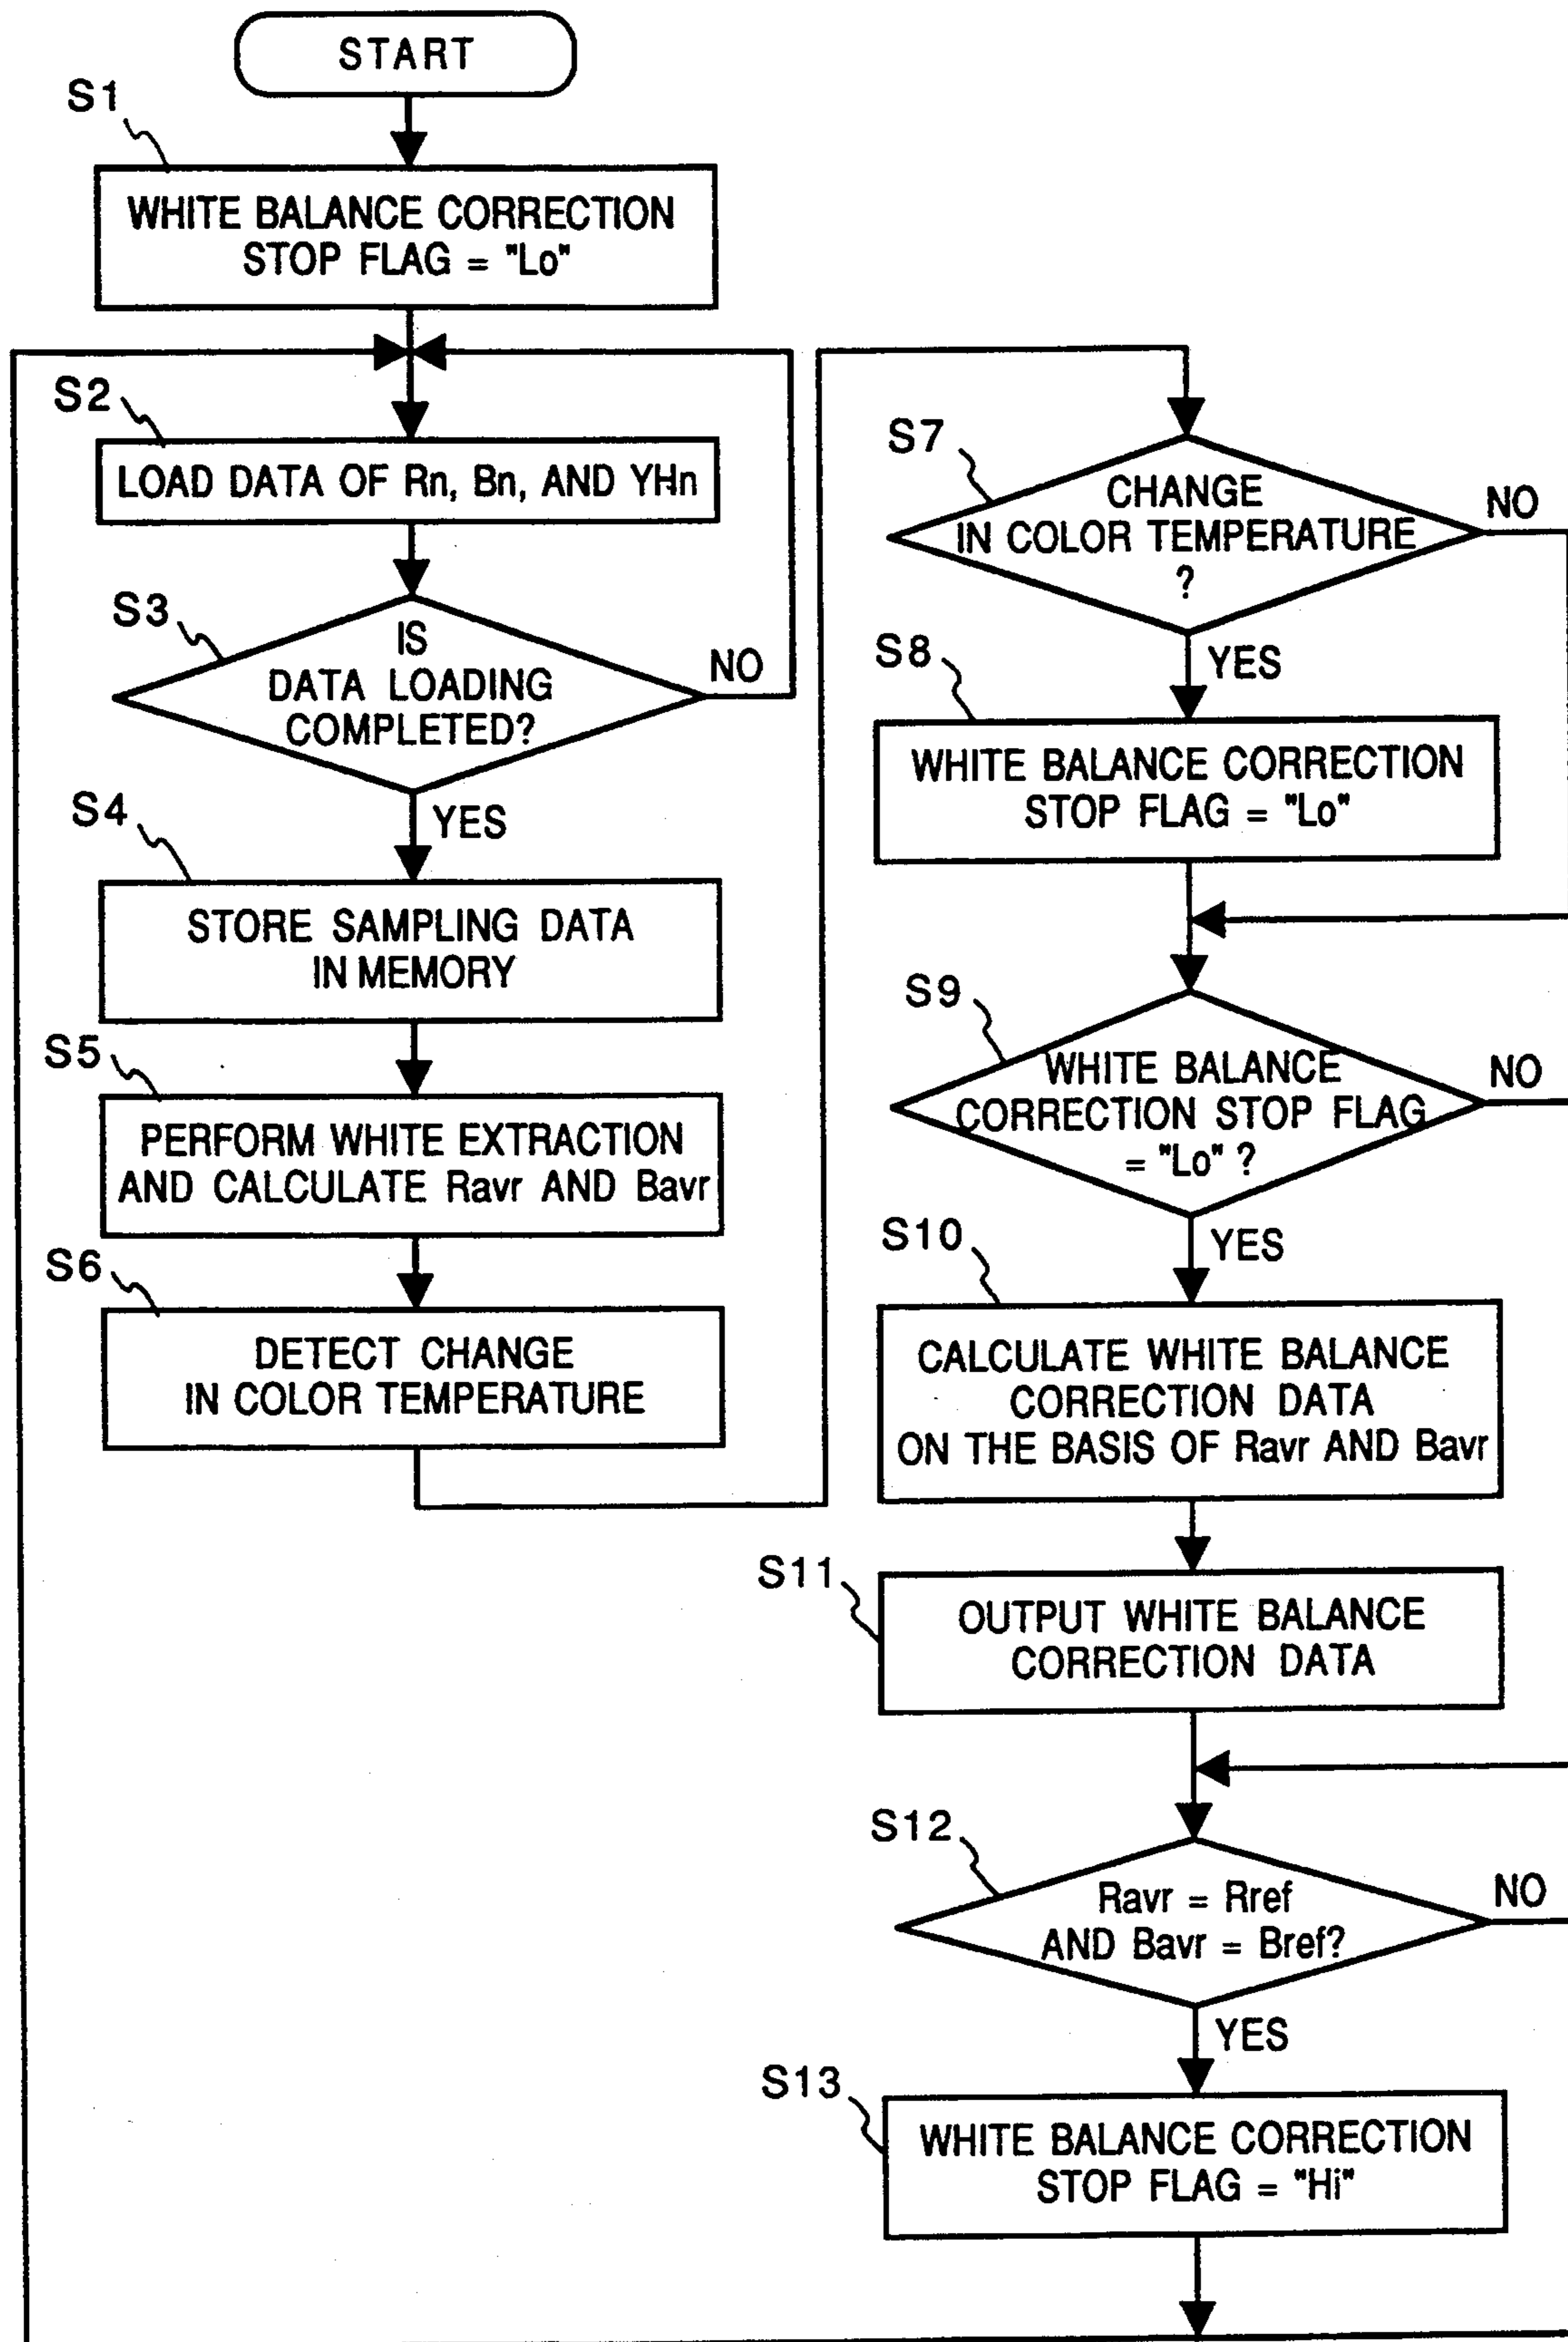 START
S1
WHITE BALANCE CORRECTION
STOP FLAG = "Lo"
S2
LOAD DATA OF Rn, Bn, AND YHn
S3
IS
DATA LOADING
COMPLETED?
NO
YES
S4
STORE SAMPLING DATA
IN MEMORY
S5
PERFORM WHITE EXTRACTION
AND CALCULATE Ravr AND Bavr
S6
DETECT CHANGE
IN COLOR TEMPERATURE
S7
CHANGE
IN COLOR TEMPERATURE
?
NO
YES
S8
WHITE BALANCE CORRECTION
STOP FLAG = "Lo"
S9
WHITE BALANCE
CORRECTION STOP FLAG
= "Lo" ?
NO
YES
S10
CALCULATE WHITE BALANCE
CORRECTION DATA
ON THE BASIS OF Ravr AND Bavr
S11
OUTPUT WHITE BALANCE
CORRECTION DATA
S12
Ravr = Rref
AND Bavr = Bref?
NO
YES
S13
WHITE BALANCE CORRECTION
STOP FLAG = "Hi"